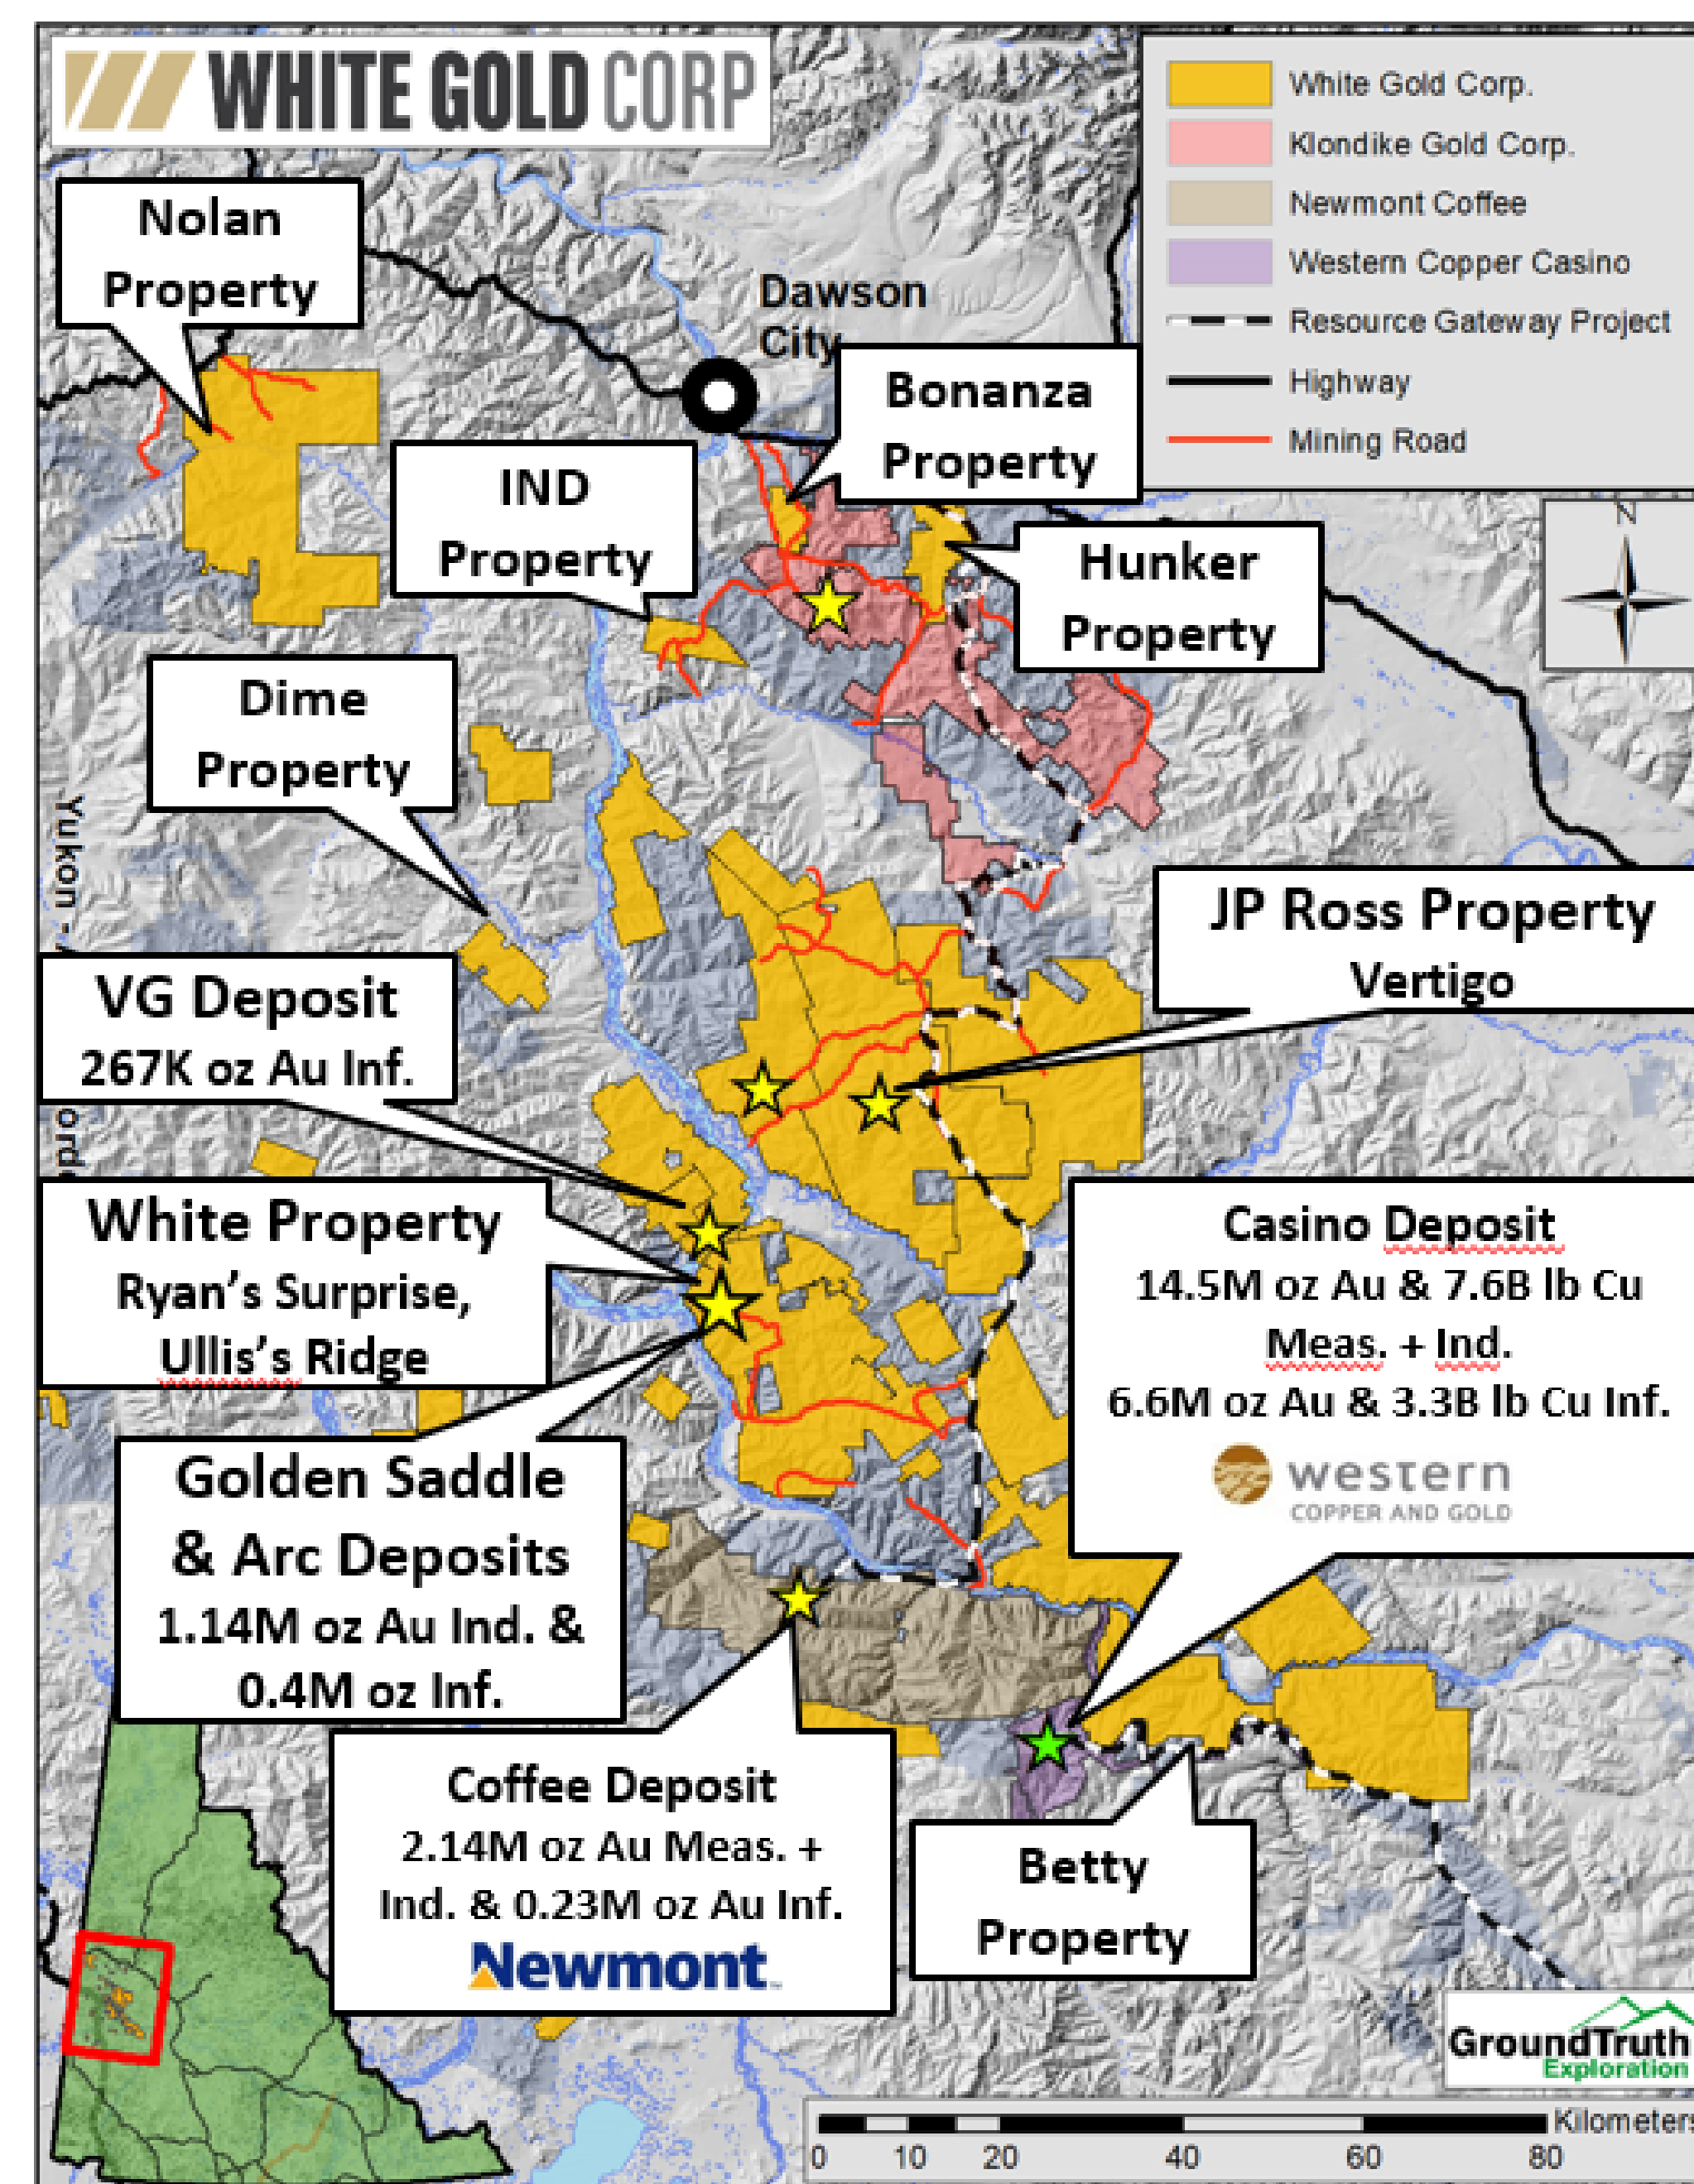 WHITE GOLD CORP
White Gold Corp.
Klondike Gold Corp.
Newmont Coffee
Western Copper Casino
Resource Gateway Project
Highway
Mining Road
N
Nolan
Property
Dawson
City
Bonanza
Property
IND
Property
Hunker
Property
Dime
Property
Yukon -
JP Ross Property
Vertigo
VG Deposit
267K oz Au Inf.
White Property
Ryan's Surprise,
Ullis's Ridge
Casino Deposit
14.5M oz Au & 7.6B lb Cu
Meas. + Ind.
6.6M oz Au & 3.3B lb Cu Inf.
western
COPPER AND GOLD
Golden Saddle
& Arc Deposits
1.14M oz Au Ind. &
0.4M oz Inf.
Coffee Deposit
2.14M oz Au Meas. +
Ind. & 0.23M oz Au Inf.
Newmont
Betty
Property
GroundTruth
Exploration
Kilometers
0 10 20 40 60 80